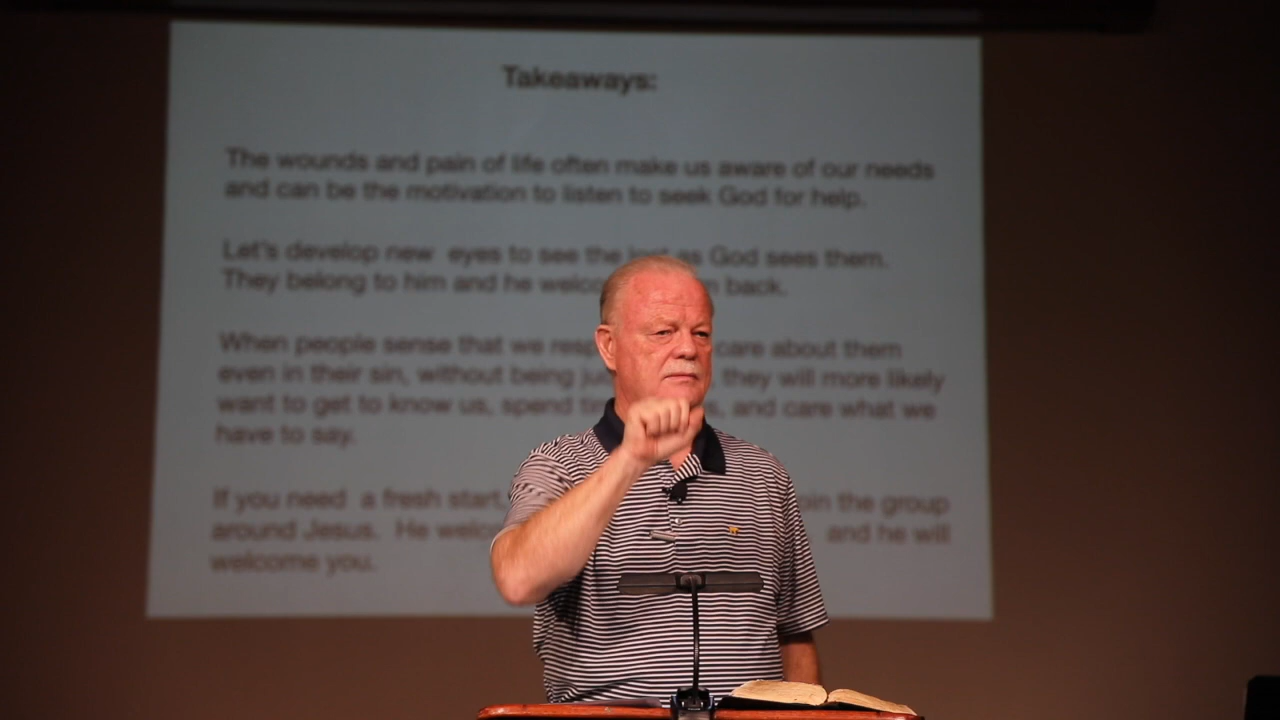 Takeaways:
The wounds and pain of life often make us aware of our needs
and can be the motivation to listen to seek God for help.
Let's develop new eyes to see the lost as God sees them.
They belong to him and he back.
When people sense that we care about them
even in their sin, without being they will more likely
want to get to know us, spend and care what we
have to say.
If you need a fresh start, the group
around Jesus. He and he will
welcome you.